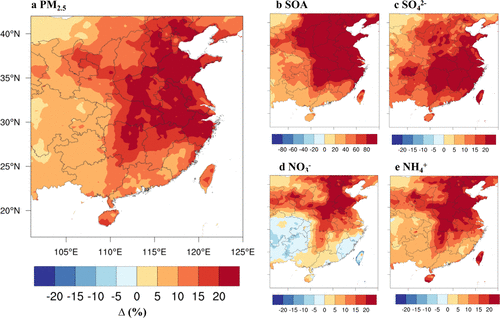 a PM2.5
40°N
35°N
30°N
25°N
20°N
105°E 110°E 115°E 120°E 125°E
-20 -15 -10 -5 0 5 10 15 20
Δ (%)
b SOA
-80 -60 -40 -20 0 20 40 60 80
c SO₄²⁻
-20 -15 -10 -5 0 5 10 15 20
d NO₃⁻
-20 -15 -10 -5 0 5 10 15 20
e NH₄⁺
-20 -15 -10 -5 0 5 10 15 20